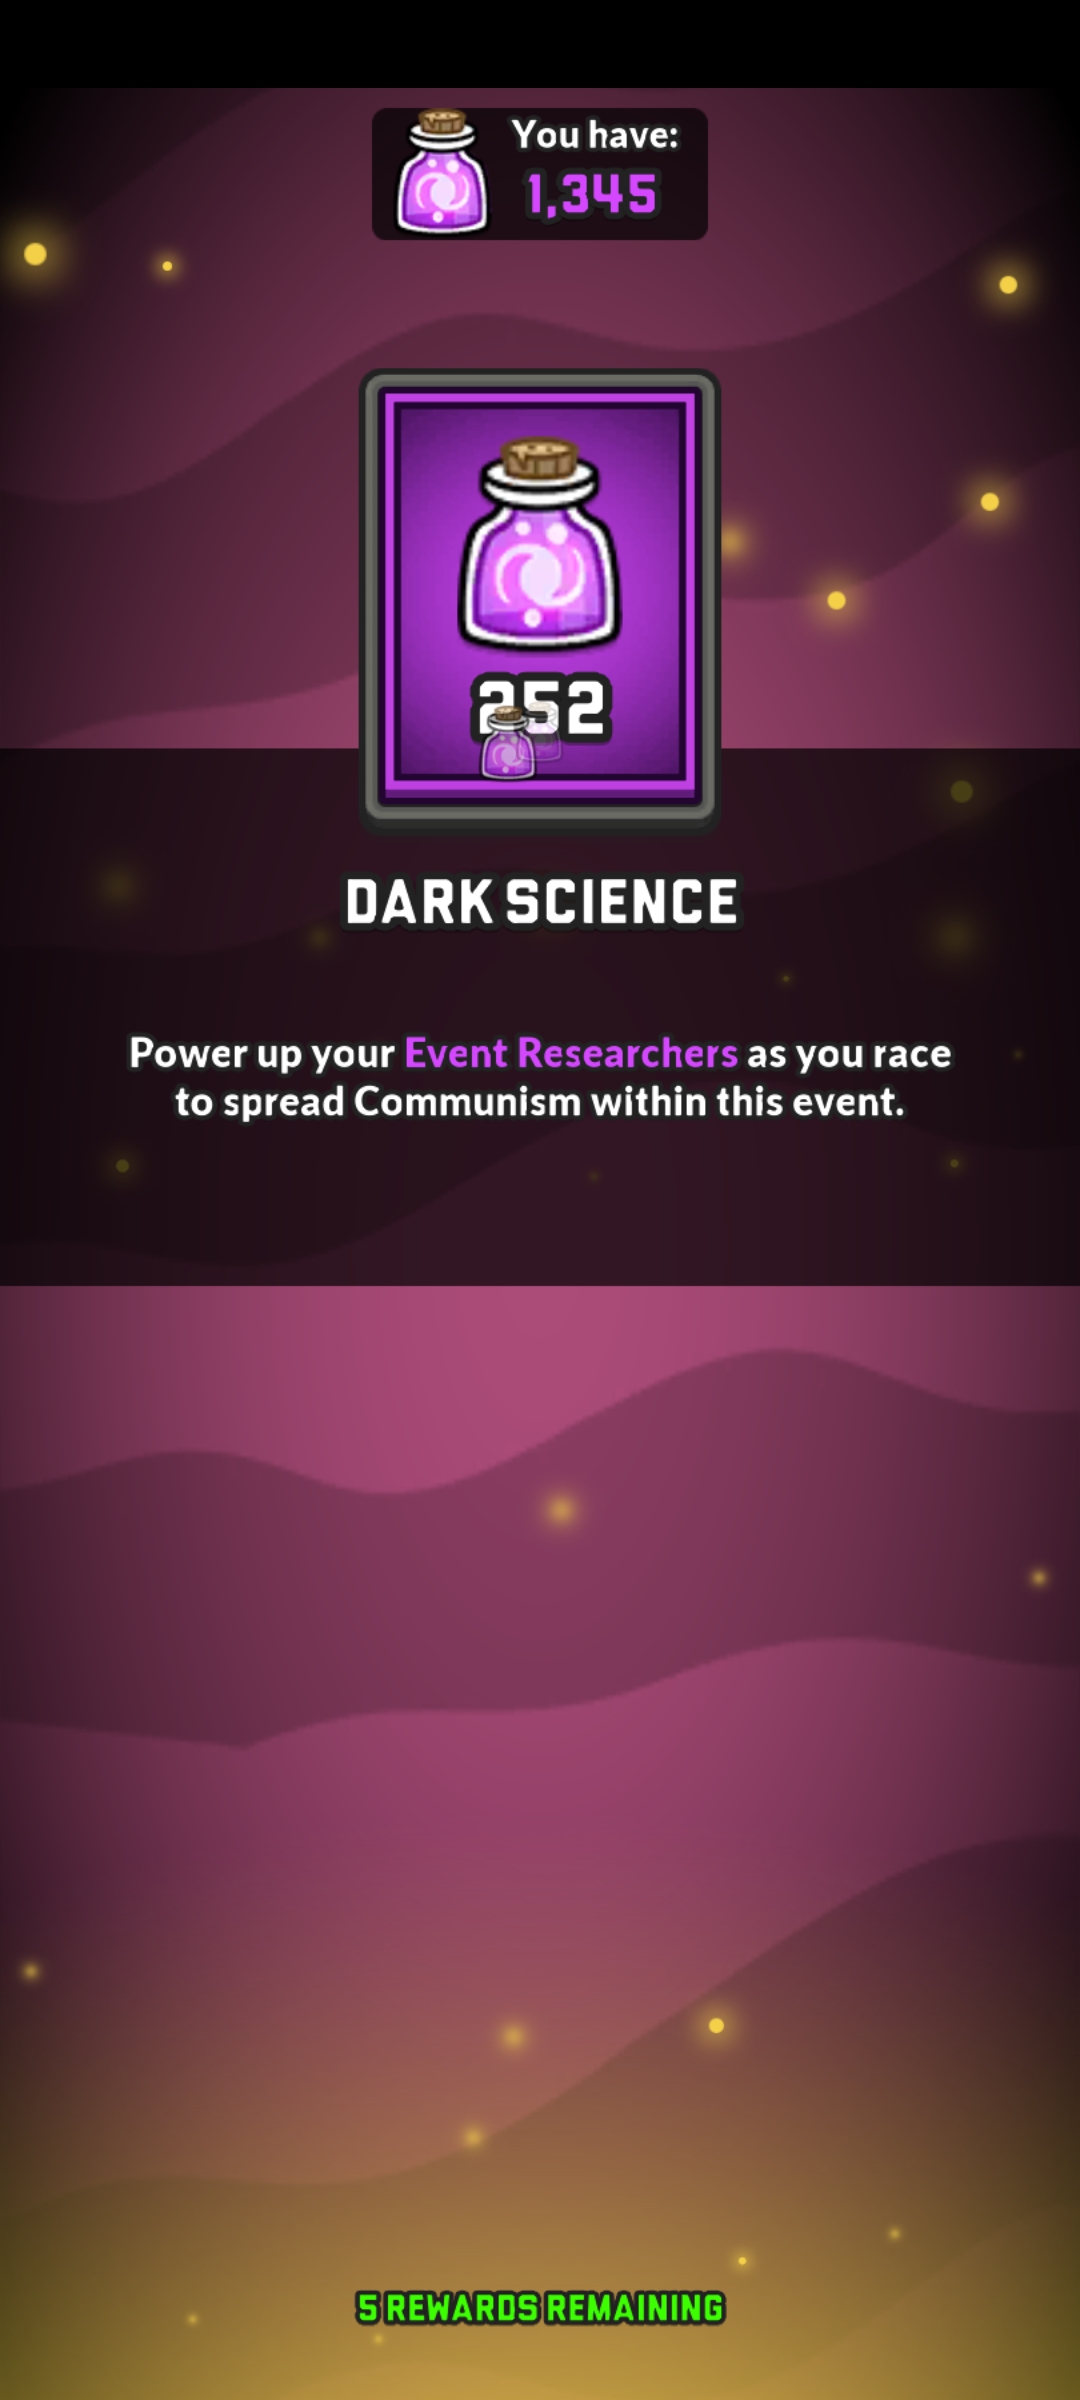 You have:
1,345
252
DARK SCIENCE
Power up your Event Researchers as you race
to spread Communism within this event.
5 REWARDS REMAINING